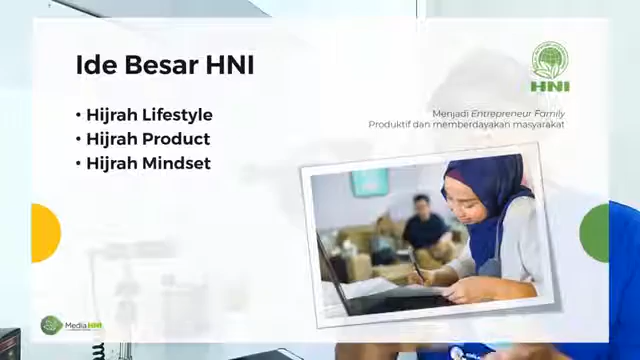 Ide Besar HNI
• Hijrah Lifestyle
• Hijrah Product
• Hijrah Mindset
HNI
Menjadi Entrepreneur Family
Produktif dan memberdayakan masyarakat
Media HNI